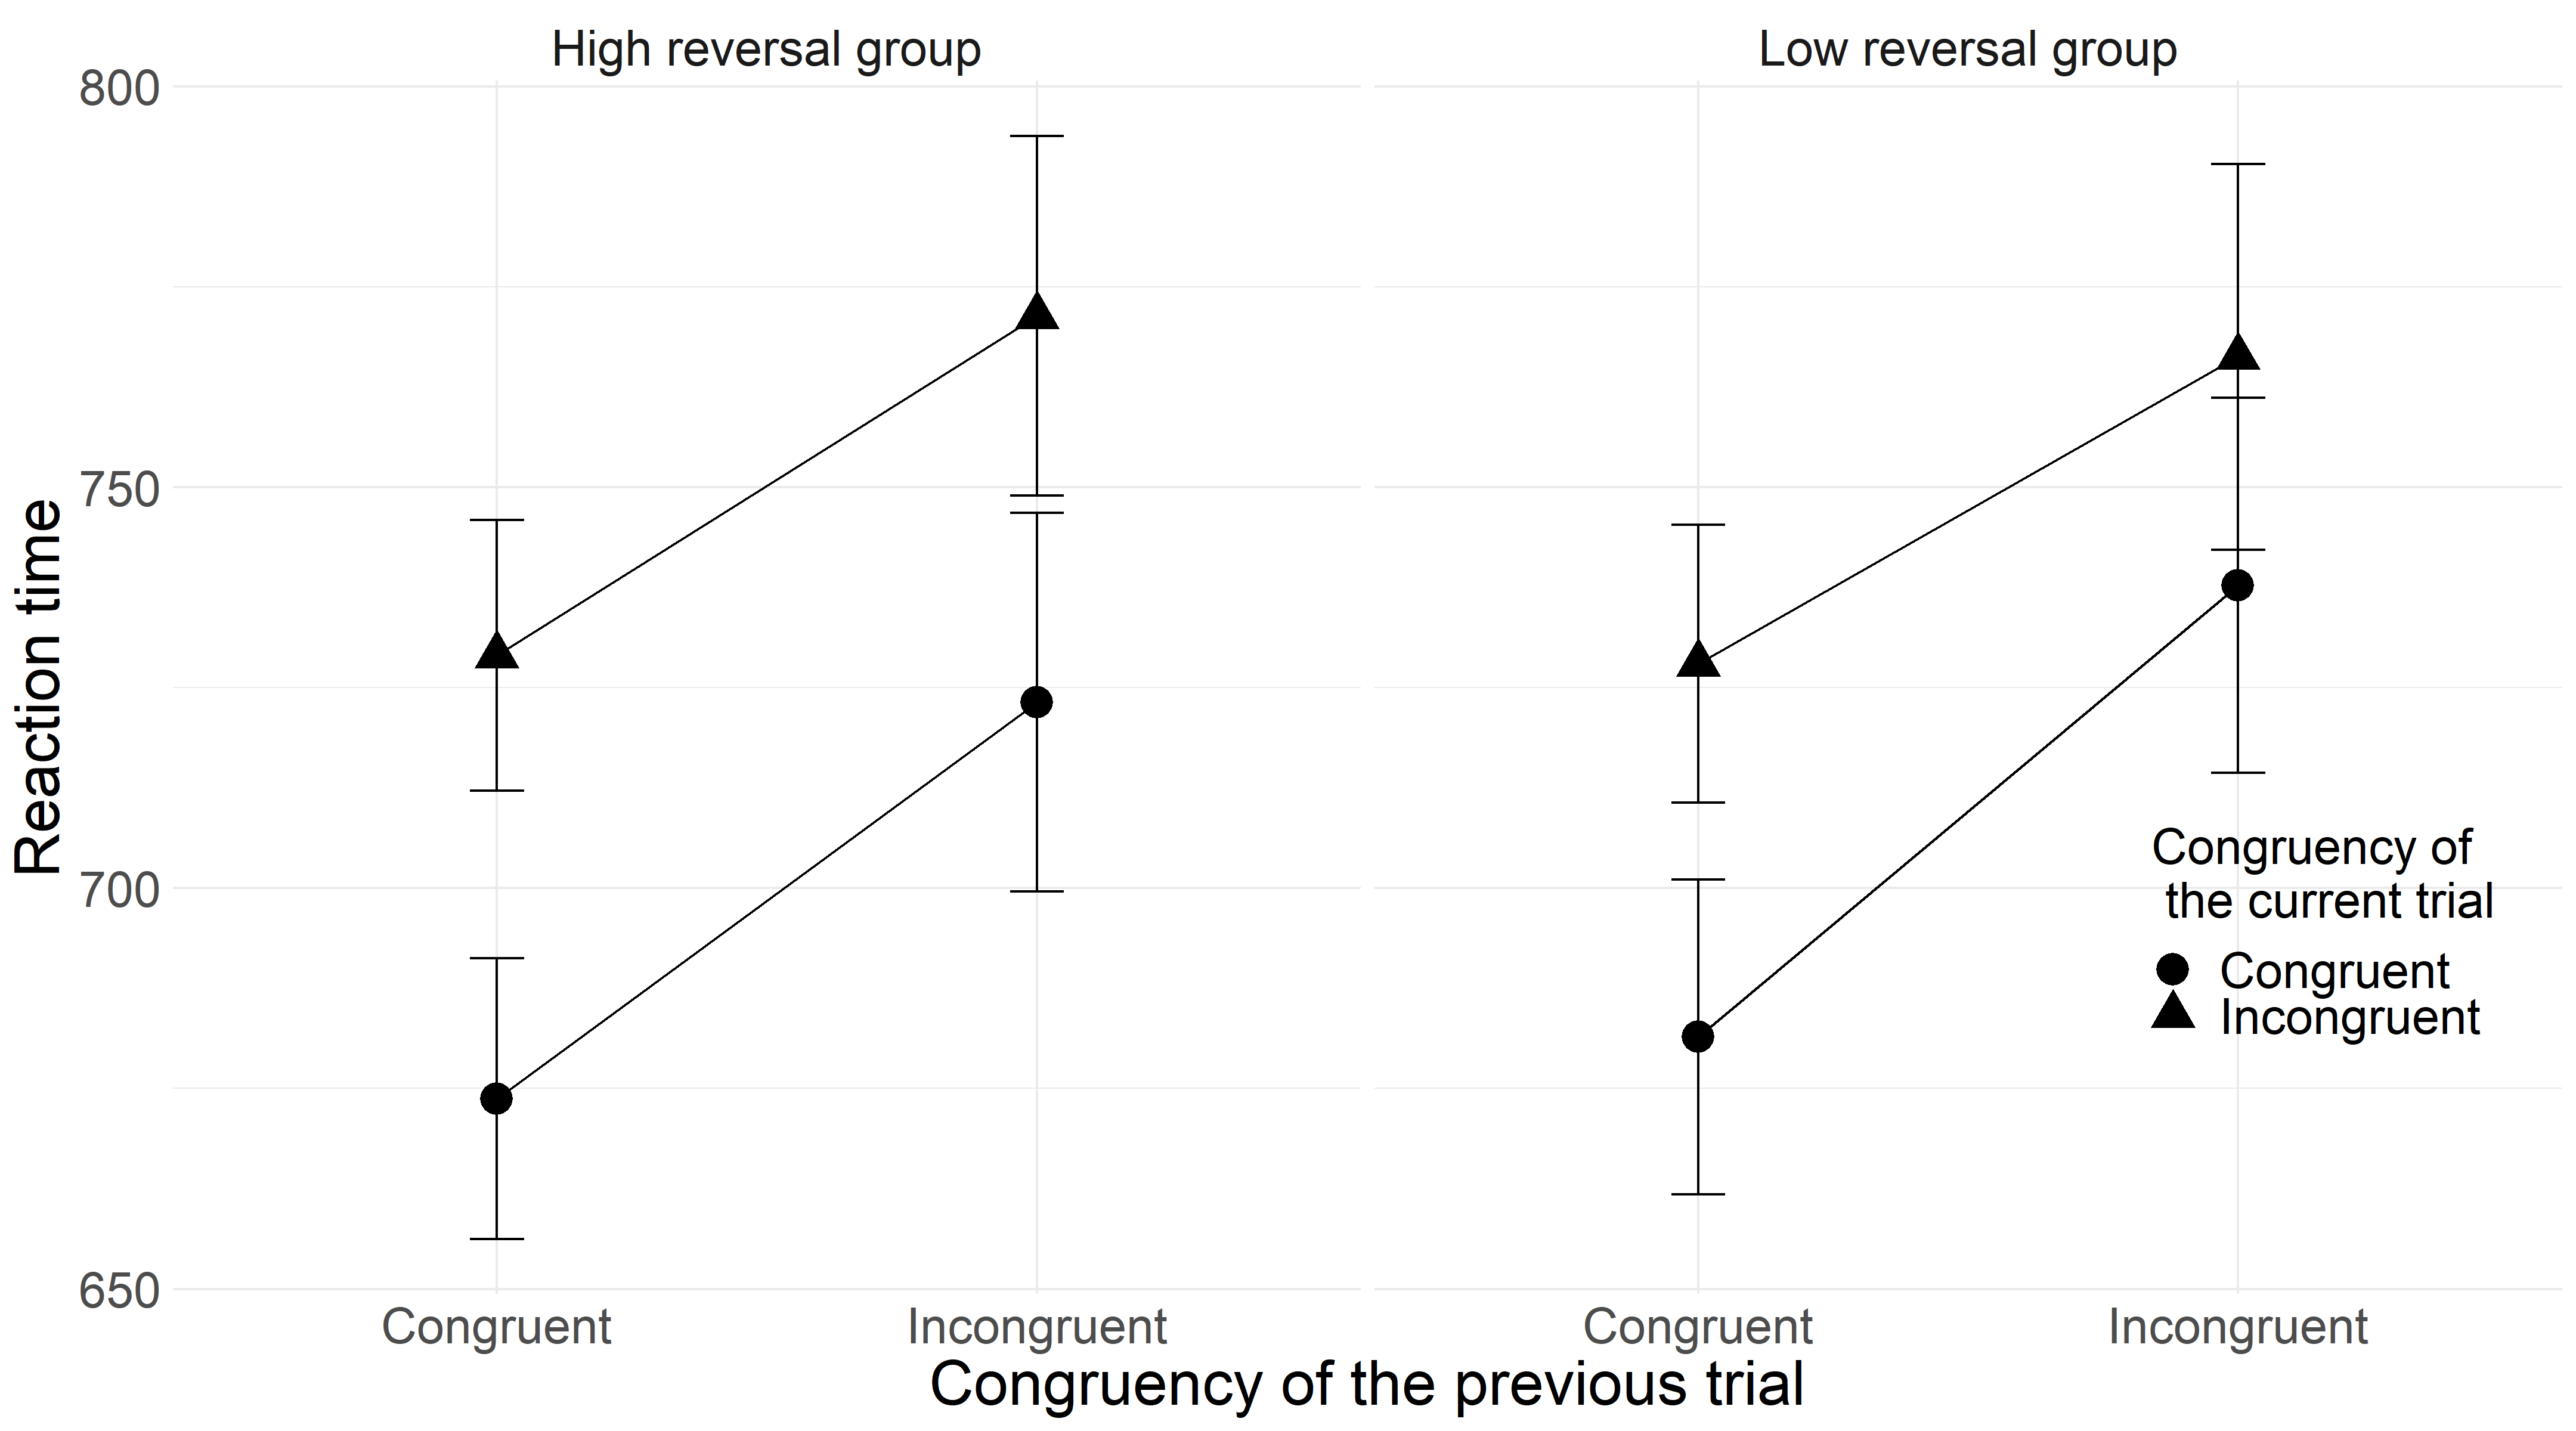 High reversal group
Low reversal group
800
750
700
650
Reaction time
Congruency of
the current trial
Congruent
Incongruent
Congruent
Incongruent
Congruent
Incongruent
Congruency of the previous trial